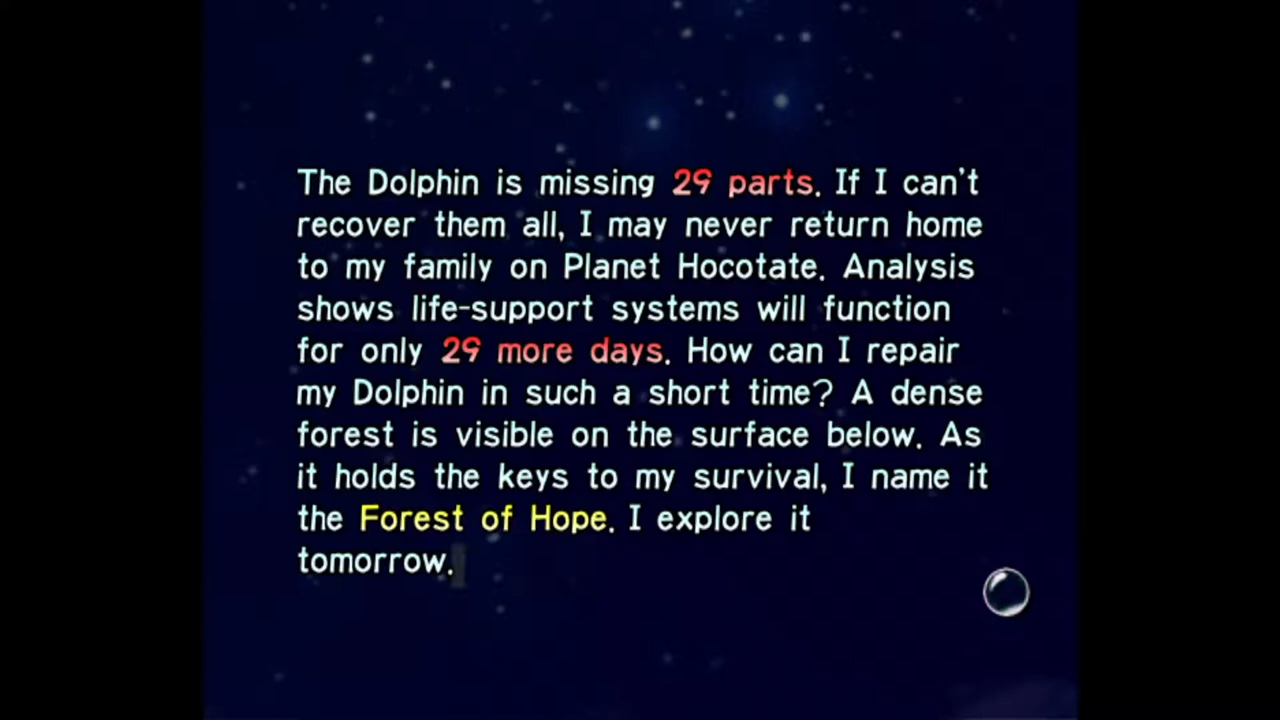 The Dolphin is missing 29 parts. If I can't
recover them all, I may never return home
to my family on Planet Hocotate. Analysis
shows life-support systems will function
for only 29 more days. How can I repair
my Dolphin in such a short time? A dense
forest is visible on the surface below. As
it holds the keys to my survival, I name it
the Forest of Hope. I explore it
tomorrow.